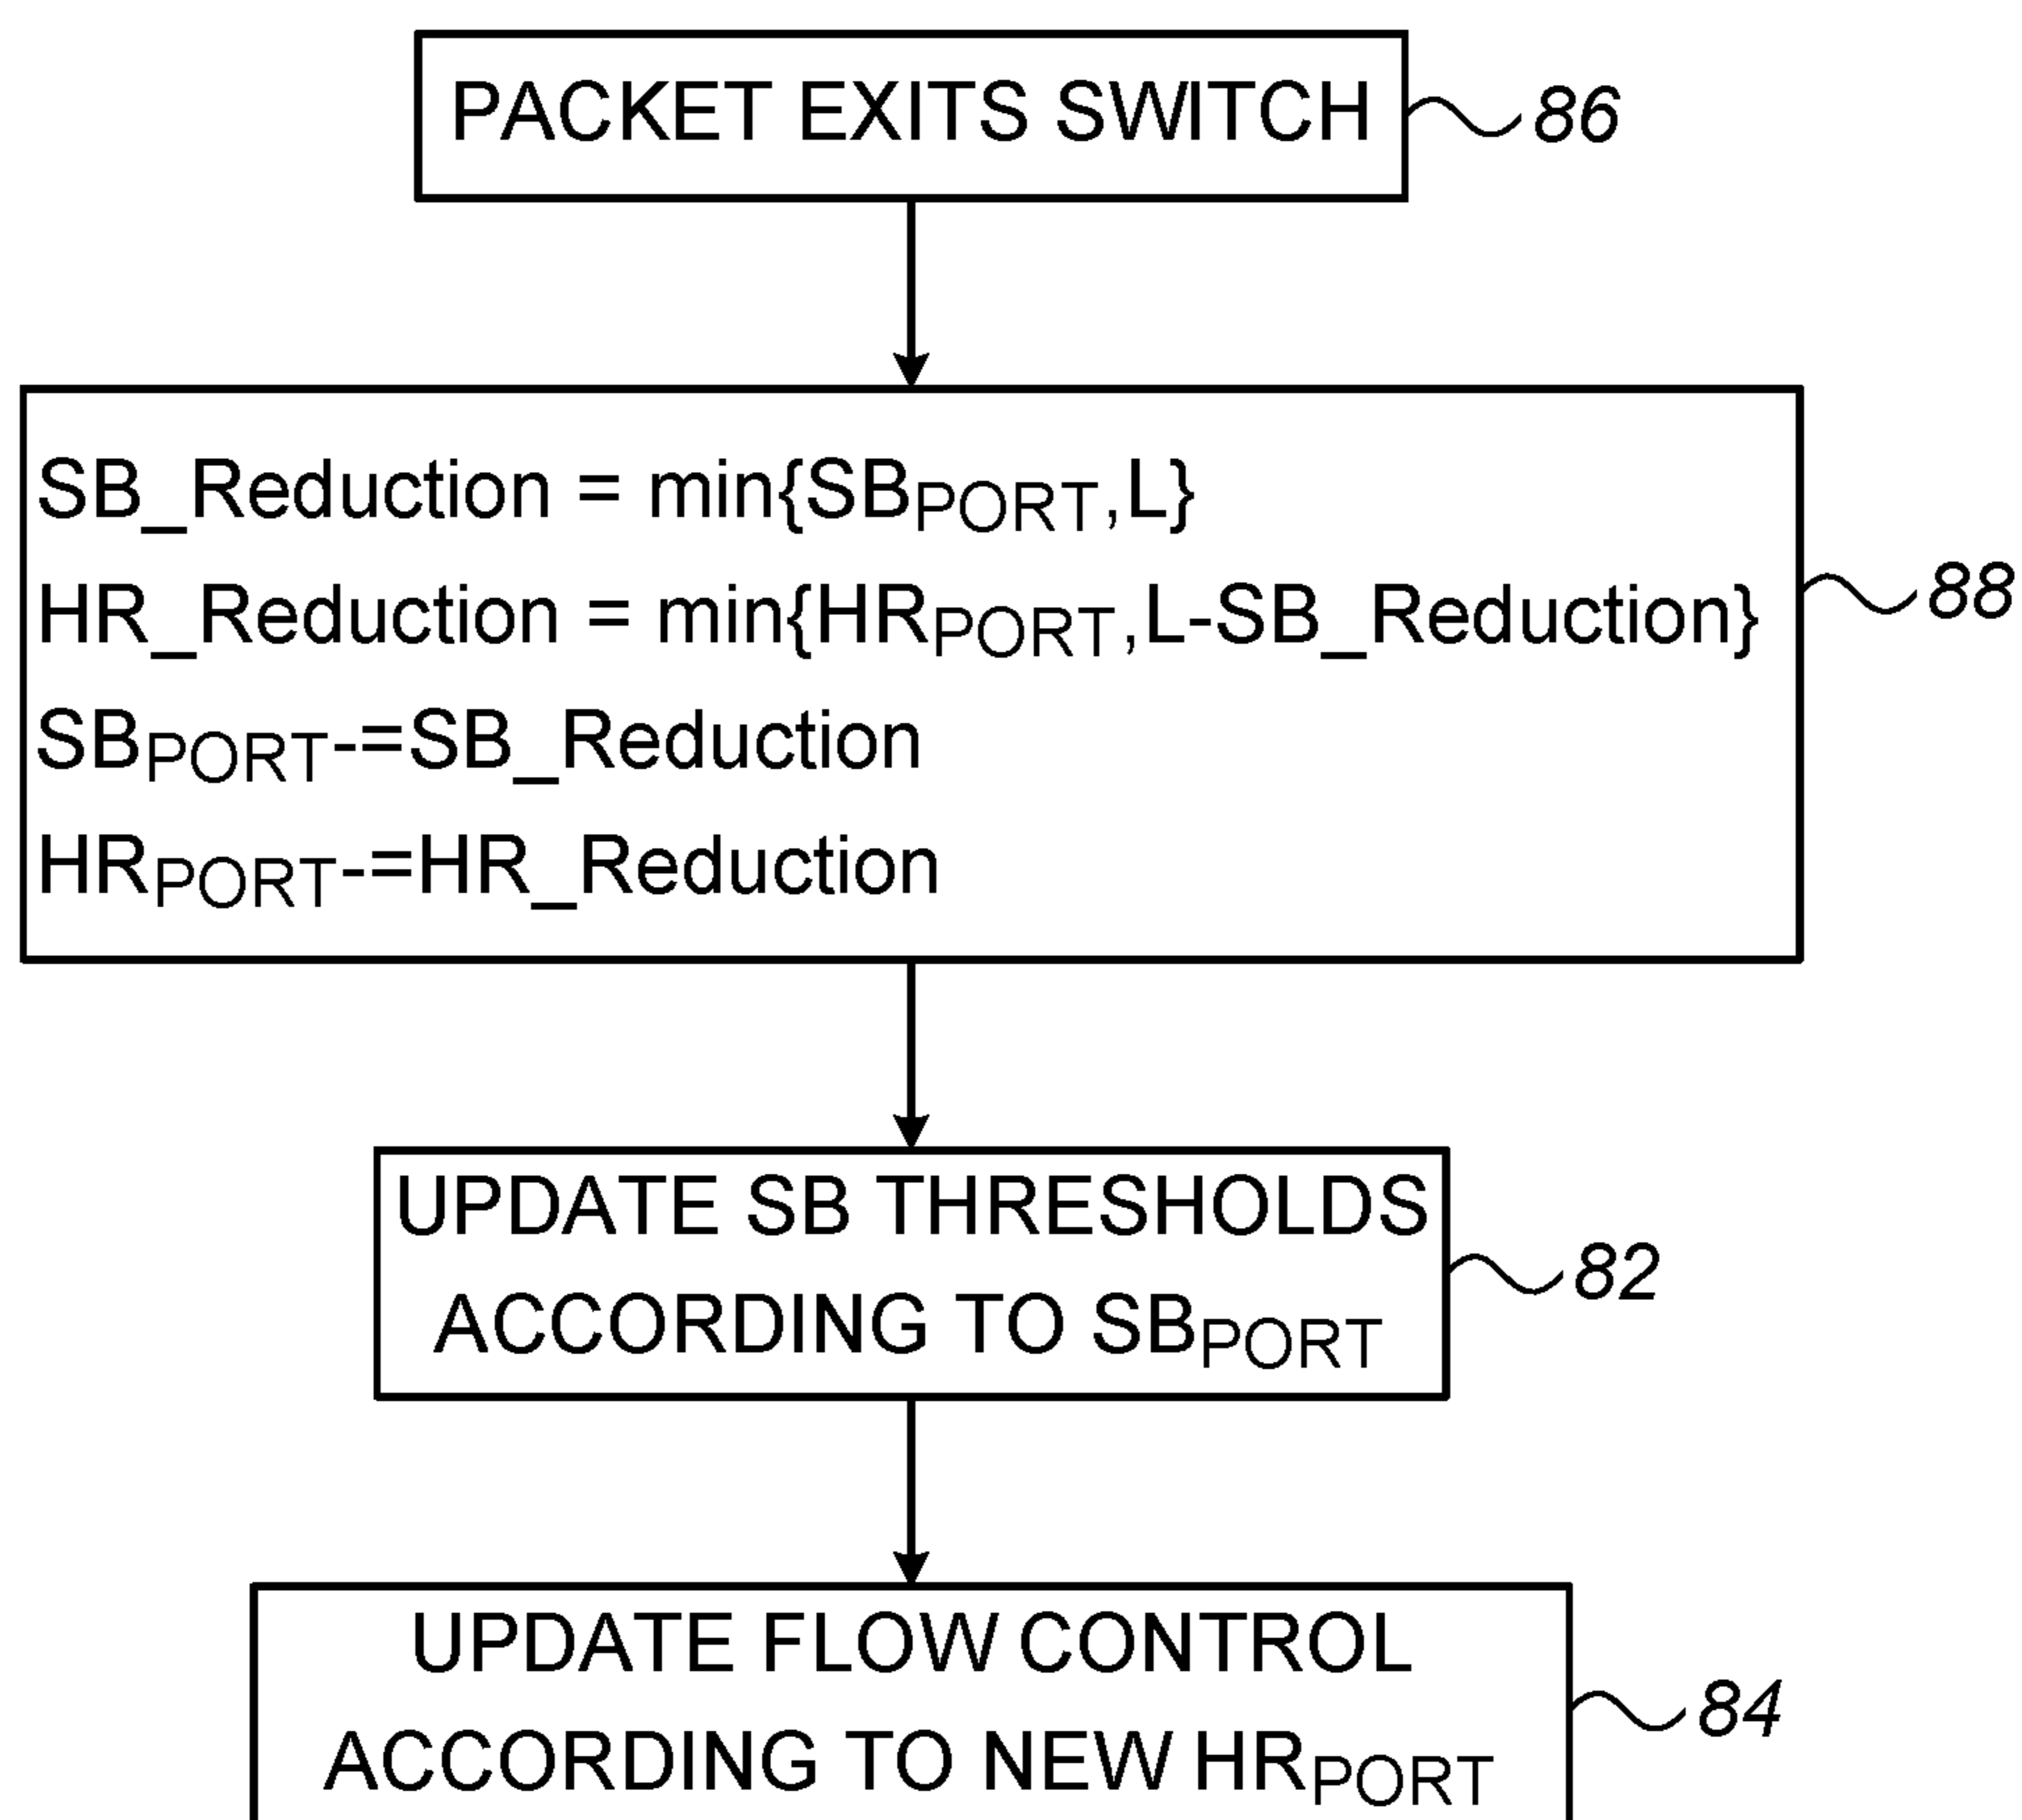 PACKET EXITS SWITCH
86
SB_Reduction = min{SBPORT,L}
HR_Reduction = min{HRPORT,L-SB_Reduction}
SBPORT-=SB_Reduction
HRPORT-=HR_Reduction
88
UPDATE SB THRESHOLDS
ACCORDING TO SBPORT
82
UPDATE FLOW CONTROL
ACCORDING TO NEW HRPORT
84